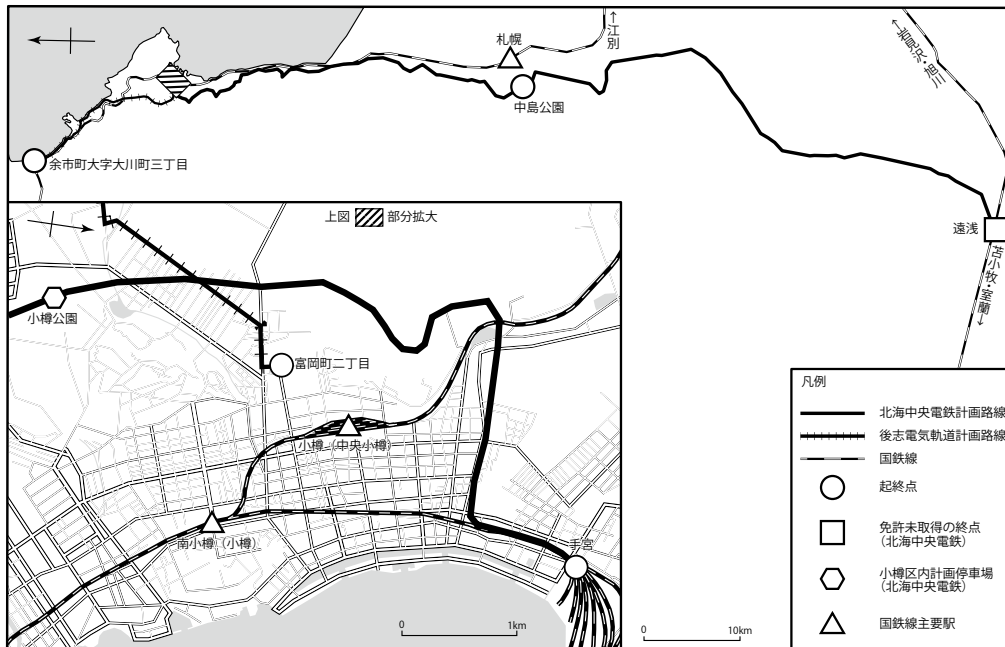 ←江別
札幌
中島公園
←岩見沢・旭川
余市町大字大川町三丁目
遠浅
苫小牧・室蘭→
上図 部分拡大
小樽公園
富岡町二丁目
小樽（中央小樽）
南小樽（小樽）
手宮
0 1km
0 10km
凡例
北海中央電鉄計画路線
後志電気軌道計画路線
国鉄線
起終点
免許未取得の終点
（北海中央電鉄）
小樽区内計画停車場
（北海中央電鉄）
国鉄線主要駅